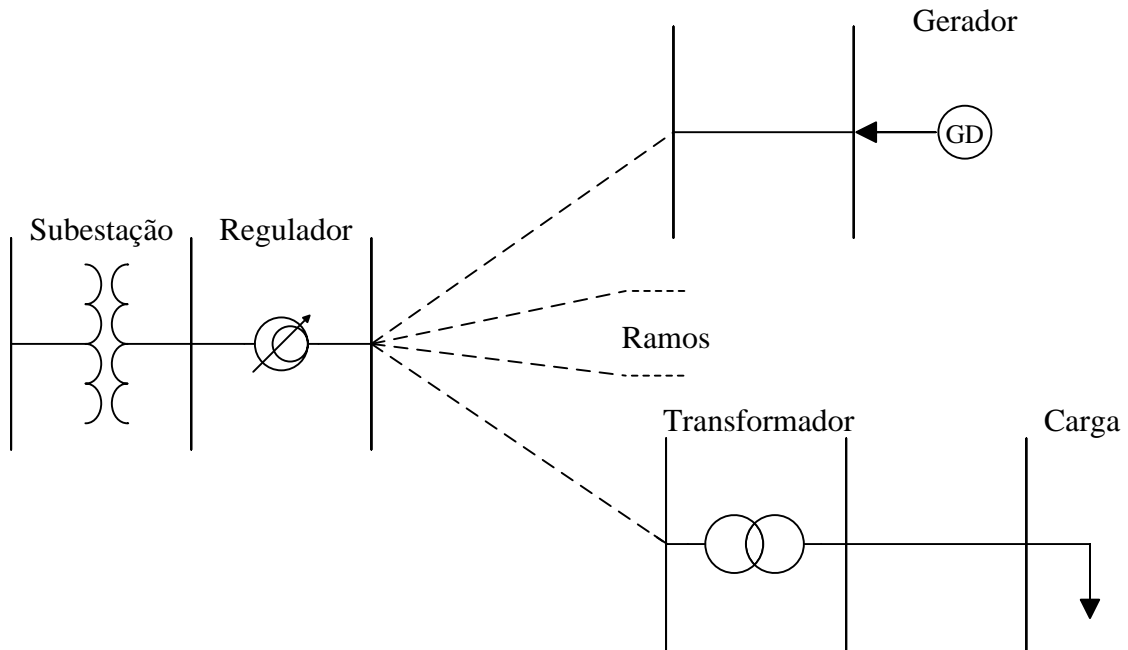 Gerador
GD
Subestação
Regulador
Ramos
Transformador
Carga